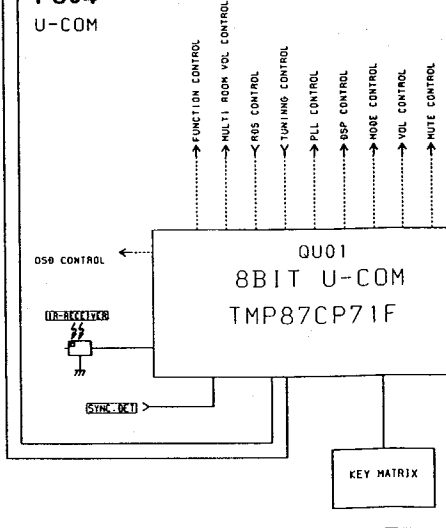 U-COM
FUNCTION CONTROL
MULTI ROOM VOL CONTROL
RDS CONTROL
TUNINNG CONTROL
PLL CONTROL
DSP CONTROL
MODE CONTROL
VOL CONTROL
MUTE CONTROL
OSD CONTROL
QU01
8BIT U-COM
TMP87CP71F
IR-RECEIVER
SYNC.DET
KEY MATRIX